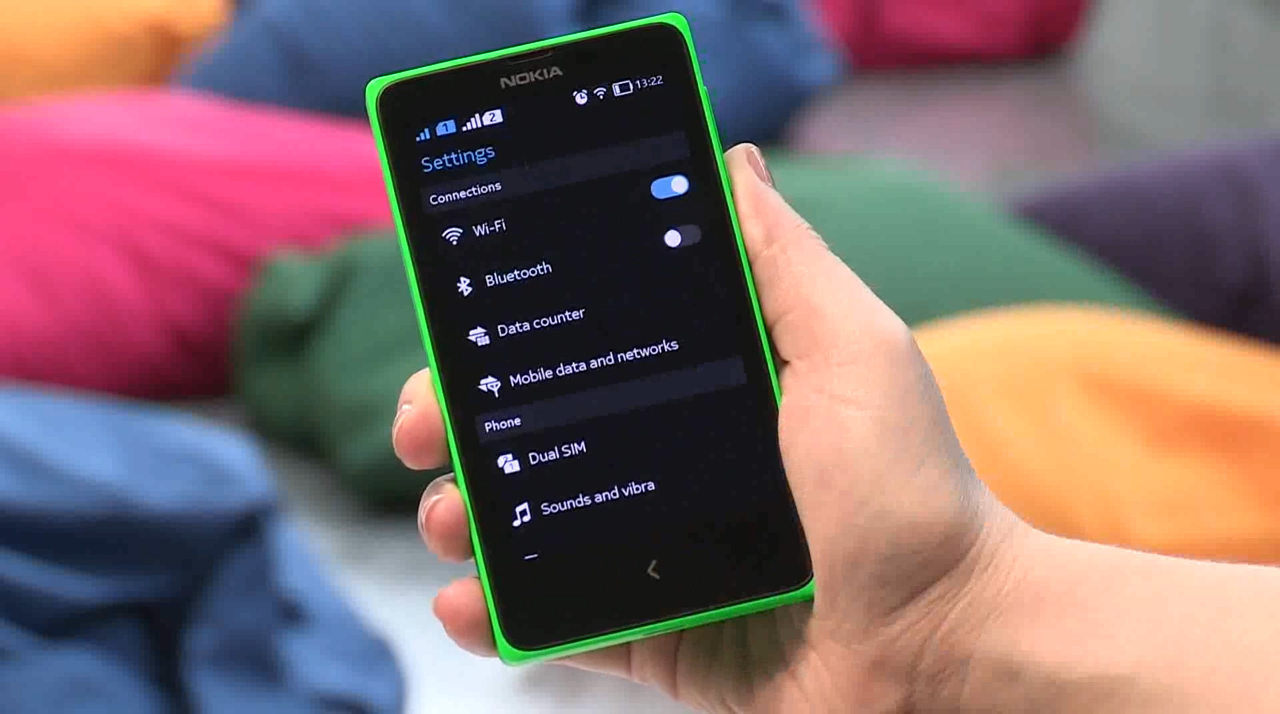 NOKIA
1 2 13:22
Settings
Connections
Wi-Fi
Bluetooth
Data counter
Mobile data and networks
Phone
Dual SIM
Sounds and vibra